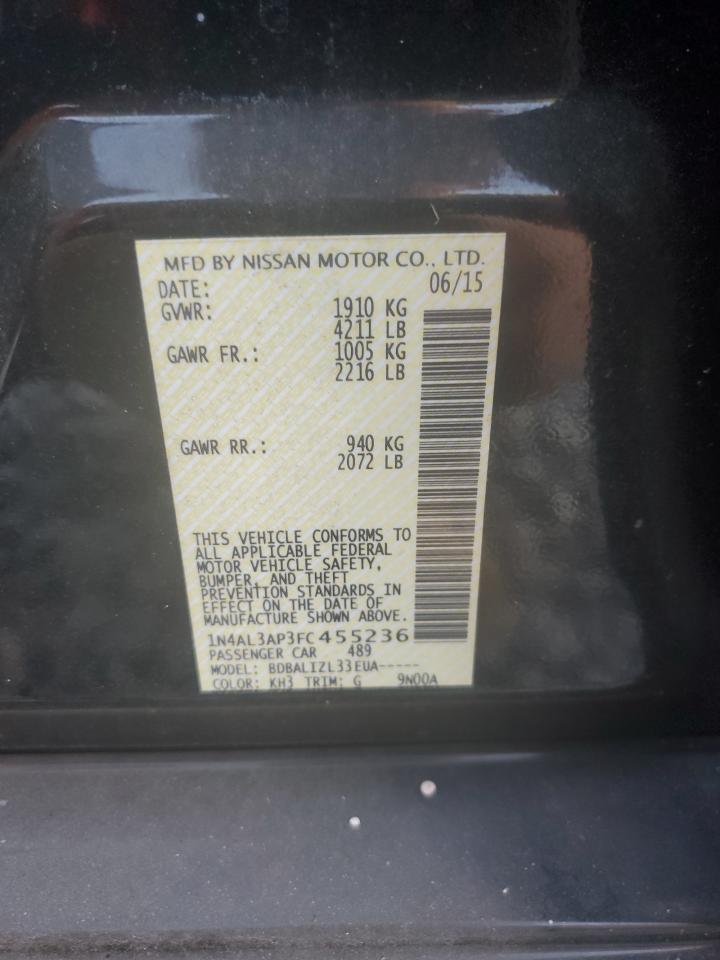 MFD BY NISSAN MOTOR CO., LTD.
DATE: 06/15
GVWR: 1910 KG
4211 LB
GAWR FR.: 1005 KG
2216 LB
GAWR RR.: 940 KG
2072 LB
THIS VEHICLE CONFORMS TO
ALL APPLICABLE FEDERAL
MOTOR VEHICLE SAFETY,
BUMPER, AND THEFT
PREVENTION STANDARDS IN
EFFECT ON THE DATE OF
MANUFACTURE SHOWN ABOVE.
1N4AL3AP3FC455236
PASSENGER CAR 489
MODEL: BDBALIZL33EUA-----
COLOR: KH3 TRIM: G 9N00A